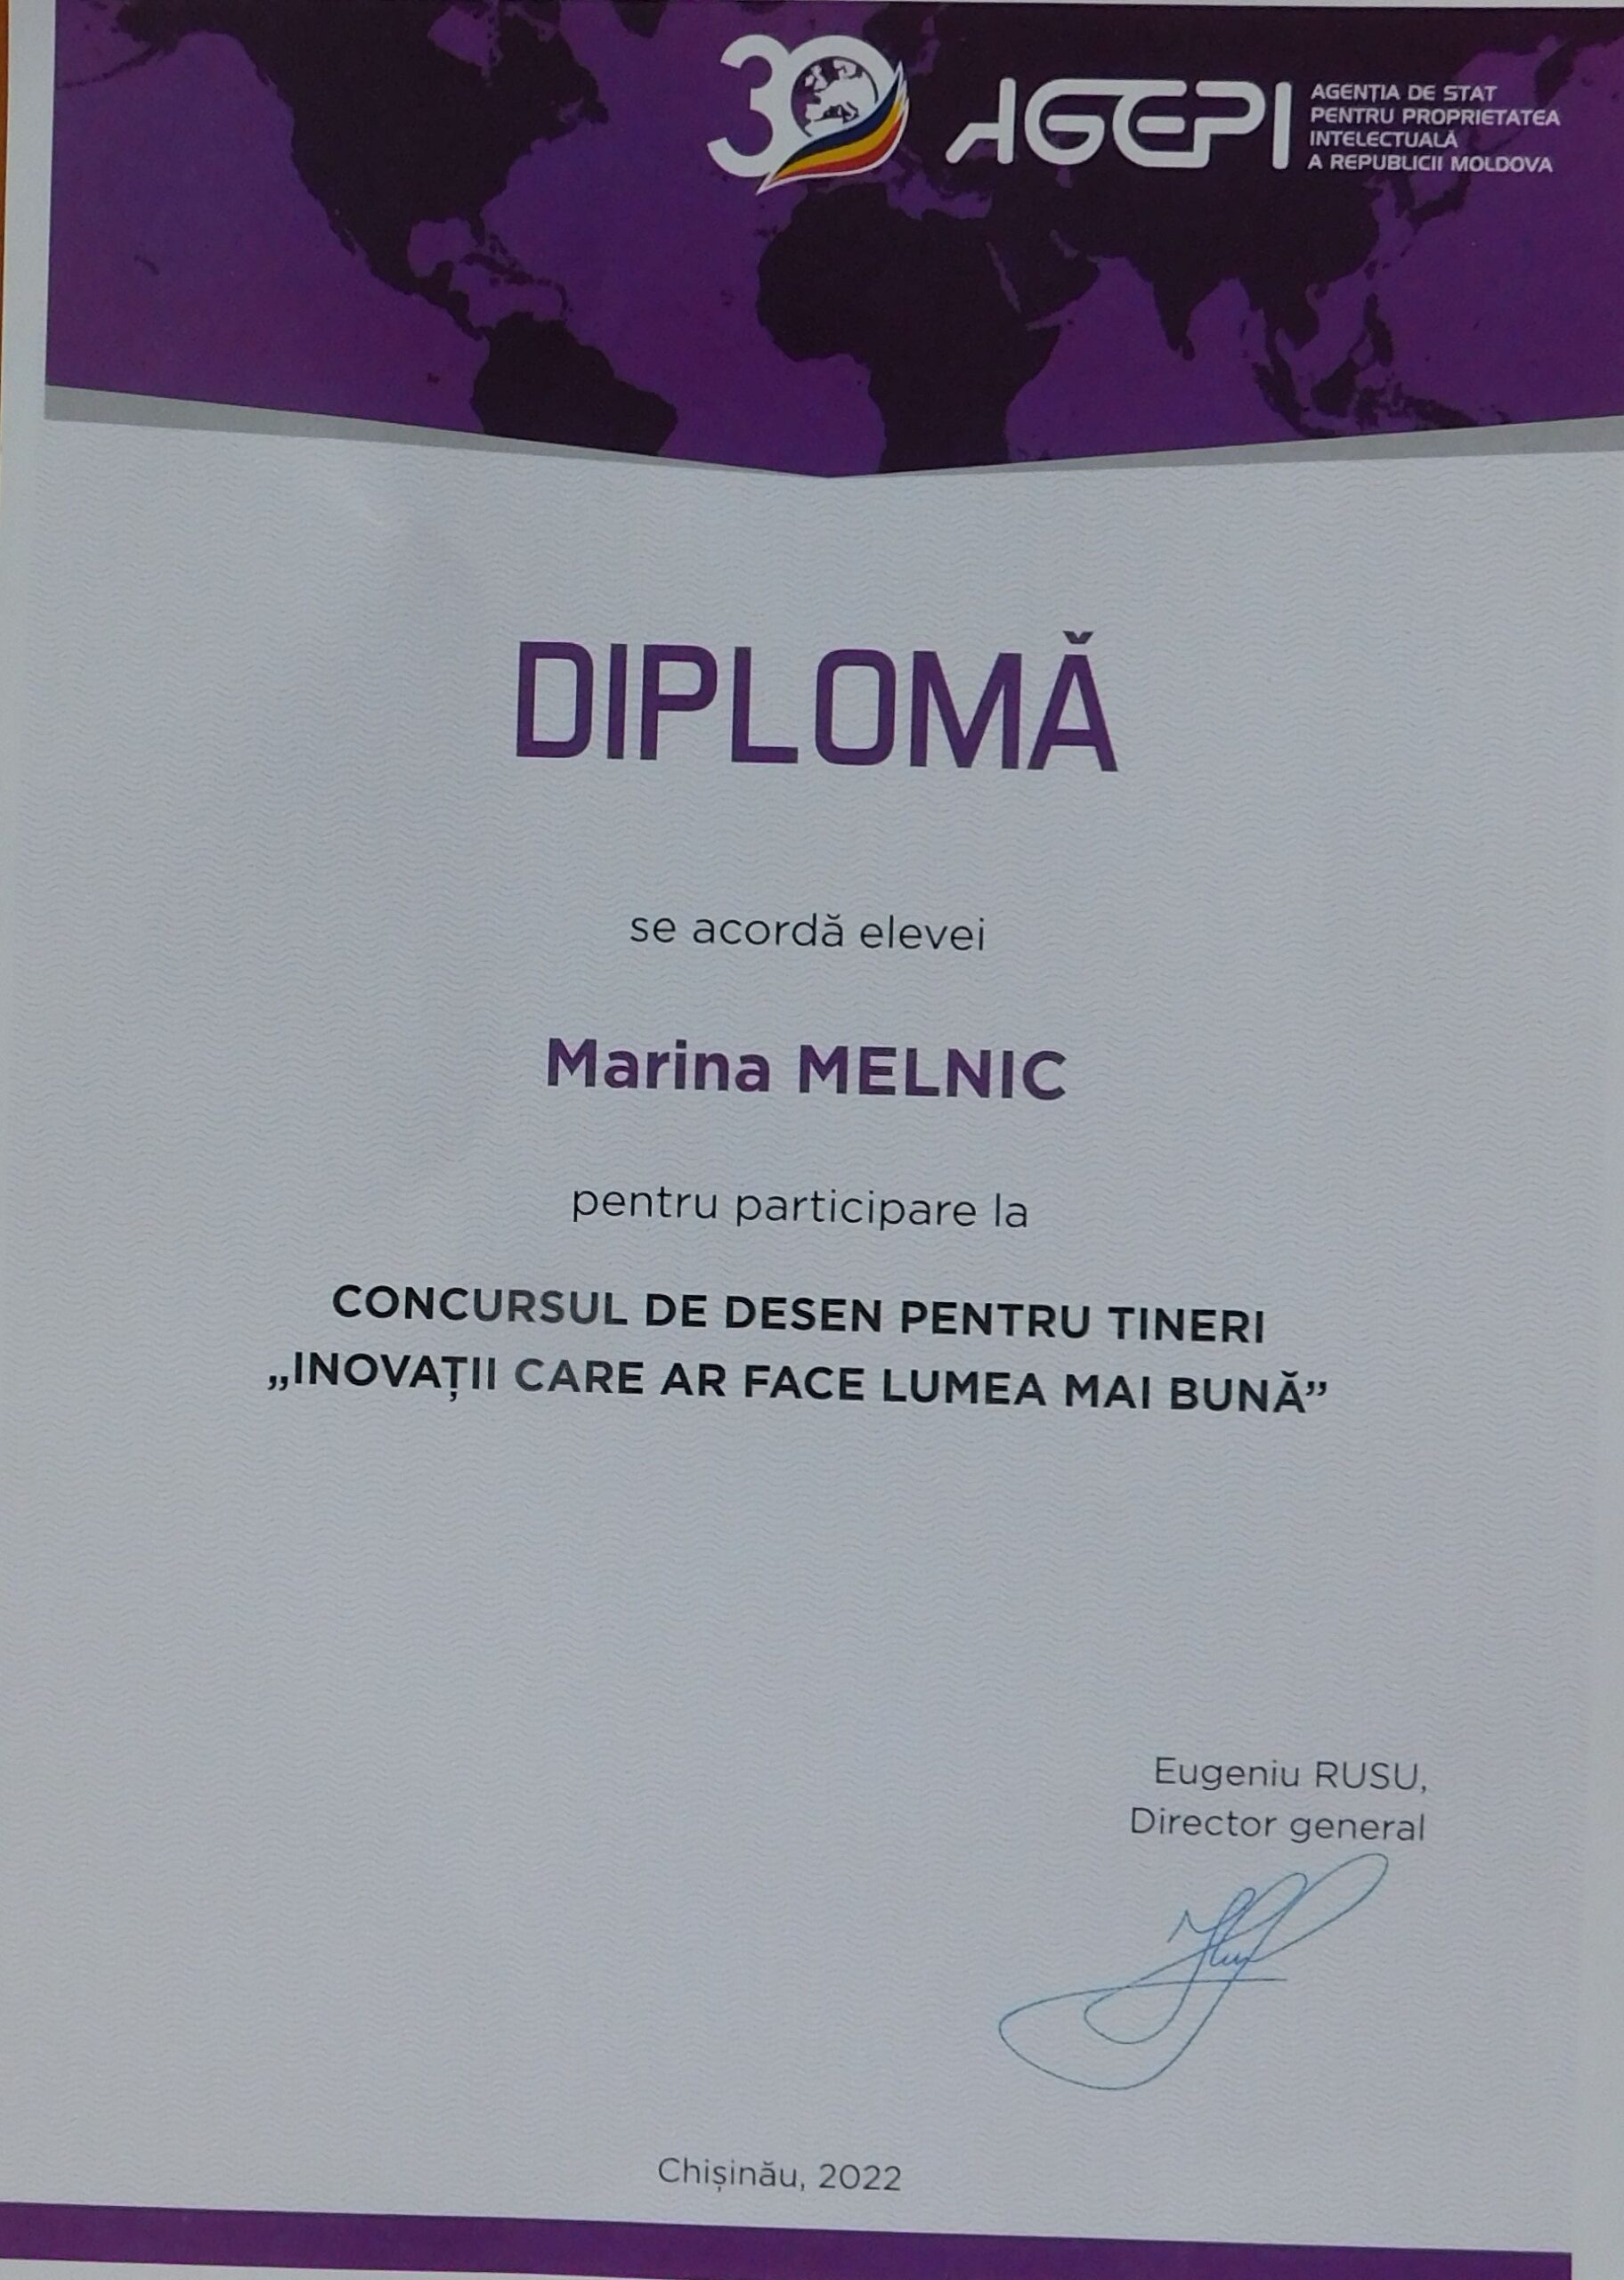 30 AGEPI
AGENȚIA DE STAT
PENTRU PROPRIETATEA
INTELECTUALĂ
A REPUBLICII MOLDOVA
DIPLOMĂ
se acordă elevei
Marina MELNIC
pentru participare la
CONCURSUL DE DESEN PENTRU TINERI
„INOVAȚII CARE AR FACE LUMEA MAI BUNĂ”
Eugeniu RUSU,
Director general
Chișinău, 2022